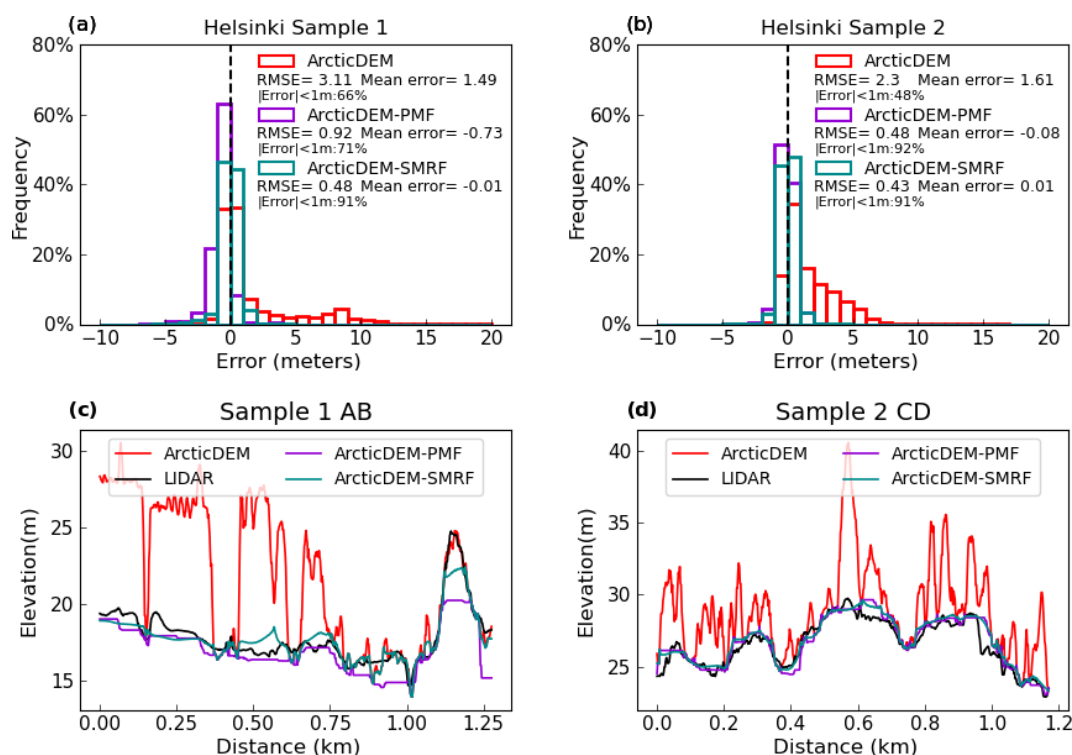 (a)
Helsinki Sample 1
80%
60%
40%
20%
0%
Frequency
ArcticDEM
RMSE= 3.11 Mean error= 1.49
|Error|<1m:66%
ArcticDEM-PMF
RMSE= 0.92 Mean error= -0.73
|Error|<1m:71%
ArcticDEM-SMRF
RMSE= 0.48 Mean error= -0.01
|Error|<1m:91%
−10 −5 0 5 10 15 20
Error (meters)
(b)
Helsinki Sample 2
80%
60%
40%
20%
0%
Frequency
ArcticDEM
RMSE= 2.3 Mean error= 1.61
|Error|<1m:48%
ArcticDEM-PMF
RMSE= 0.48 Mean error= -0.08
|Error|<1m:92%
ArcticDEM-SMRF
RMSE= 0.43 Mean error= 0.01
|Error|<1m:91%
−10 −5 0 5 10 15 20
Error (meters)
(c)
Sample 1 AB
30
25
20
15
Elevation(m)
ArcticDEM ArcticDEM-PMF
LIDAR ArcticDEM-SMRF
0.00 0.25 0.50 0.75 1.00 1.25
Distance (km)
(d)
Sample 2 CD
40
35
30
25
Elevation(m)
ArcticDEM ArcticDEM-PMF
LIDAR ArcticDEM-SMRF
0.0 0.2 0.4 0.6 0.8 1.0 1.2
Distance (km)